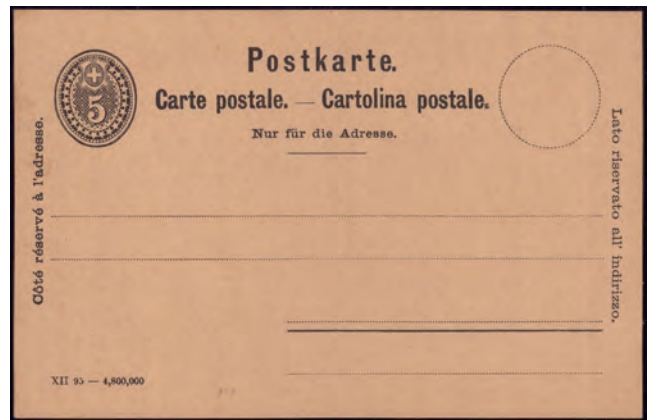 5
Postkarte.
Carte postale. — Cartolina postale.
Nur für die Adresse.
Côté réservé à l'adresse.
Lato riservato all' indirizzo.
XII 95 — 4,800,000